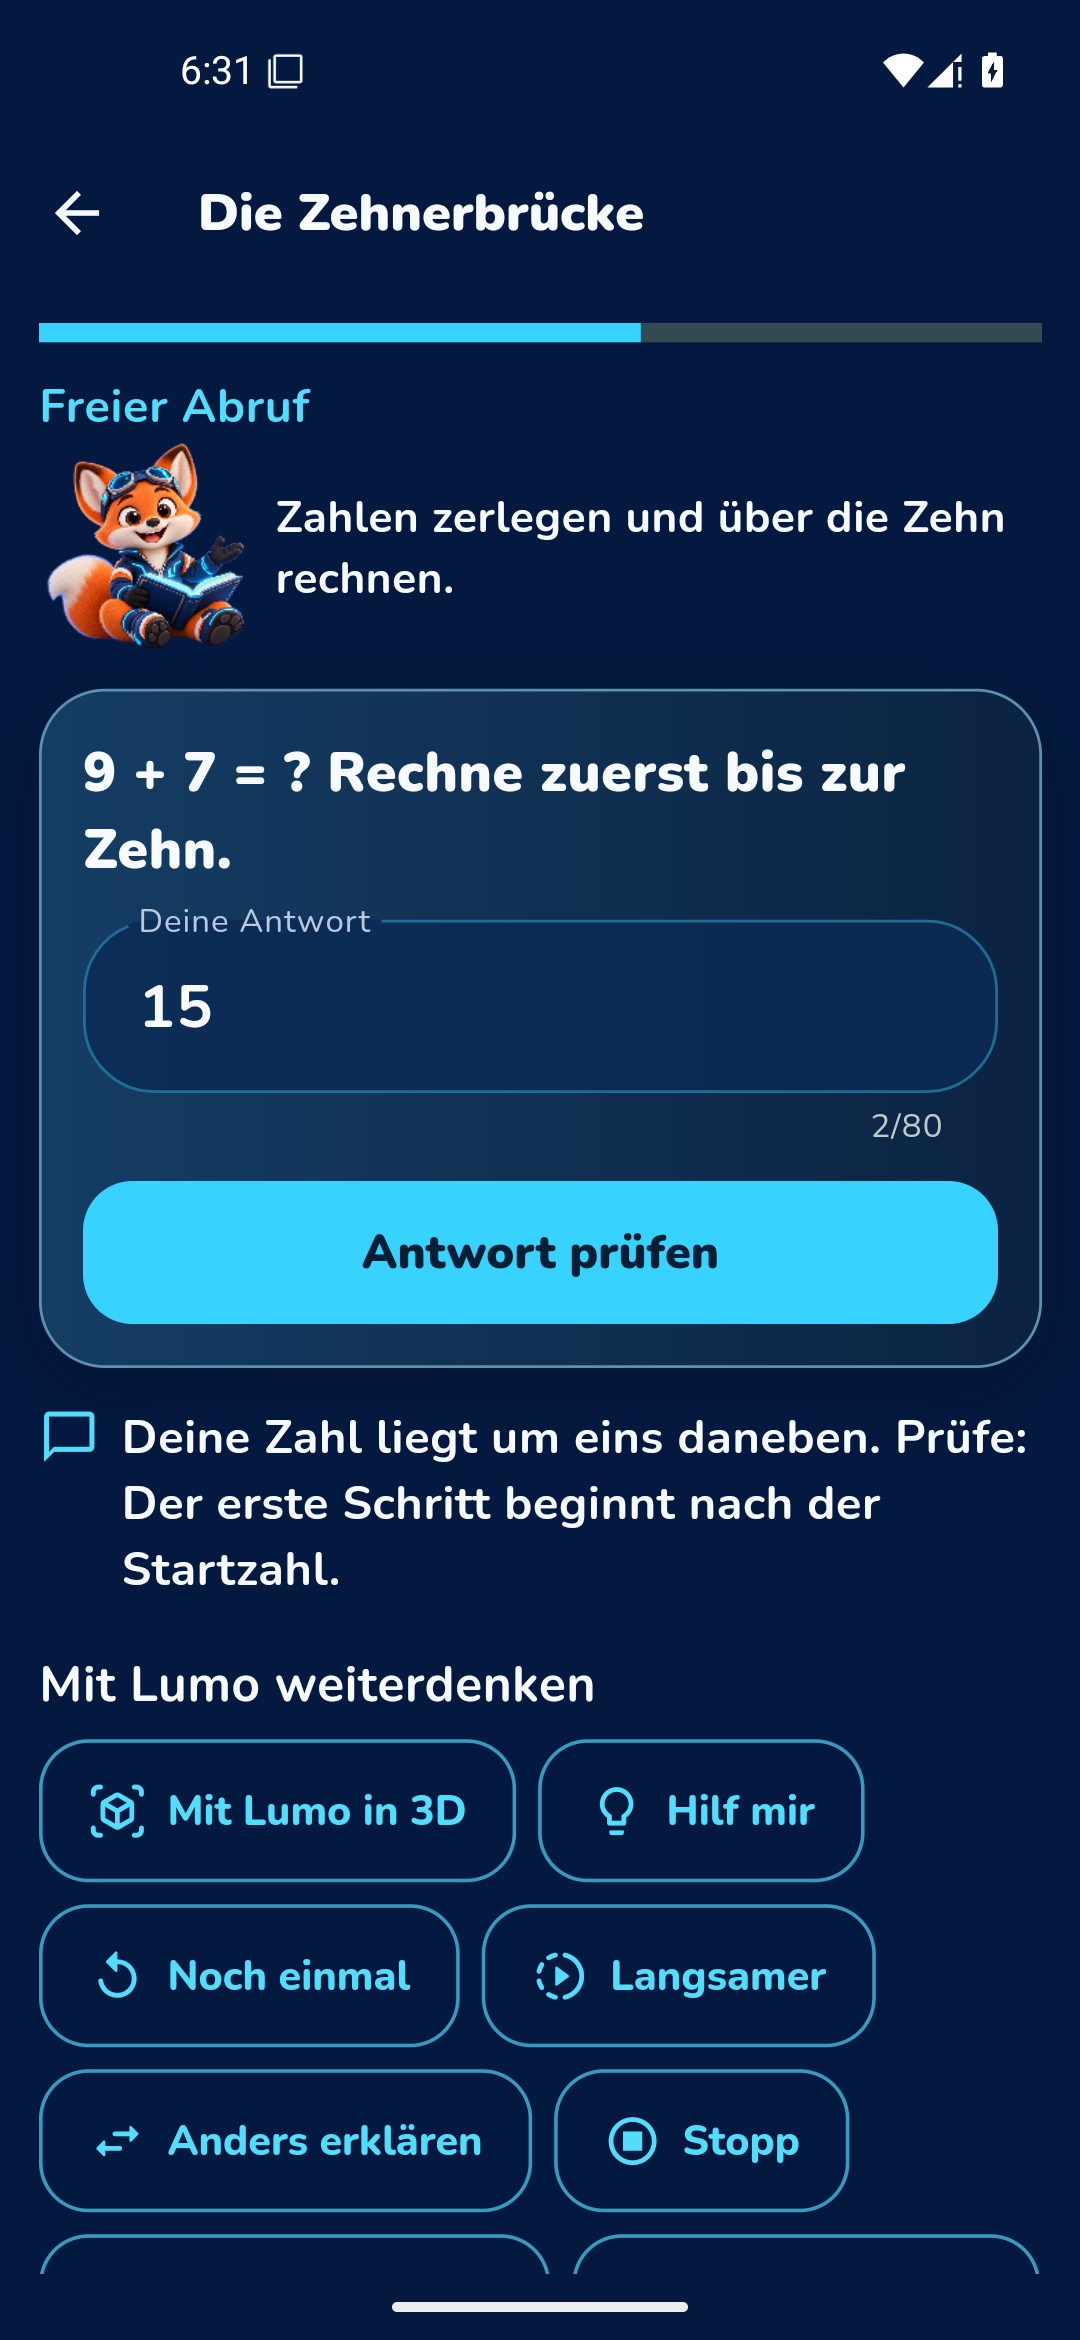 6:31
Die Zehnerbrücke
Freier Abruf
Zahlen zerlegen und über die Zehn
rechnen.
9 + 7 = ? Rechne zuerst bis zur
Zehn.
Deine Antwort
15
2/80
Antwort prüfen
Deine Zahl liegt um eins daneben. Prüfe:
Der erste Schritt beginnt nach der
Startzahl.
Mit Lumo weiterdenken
Mit Lumo in 3D
Hilf mir
Noch einmal
Langsamer
Anders erklären
Stopp